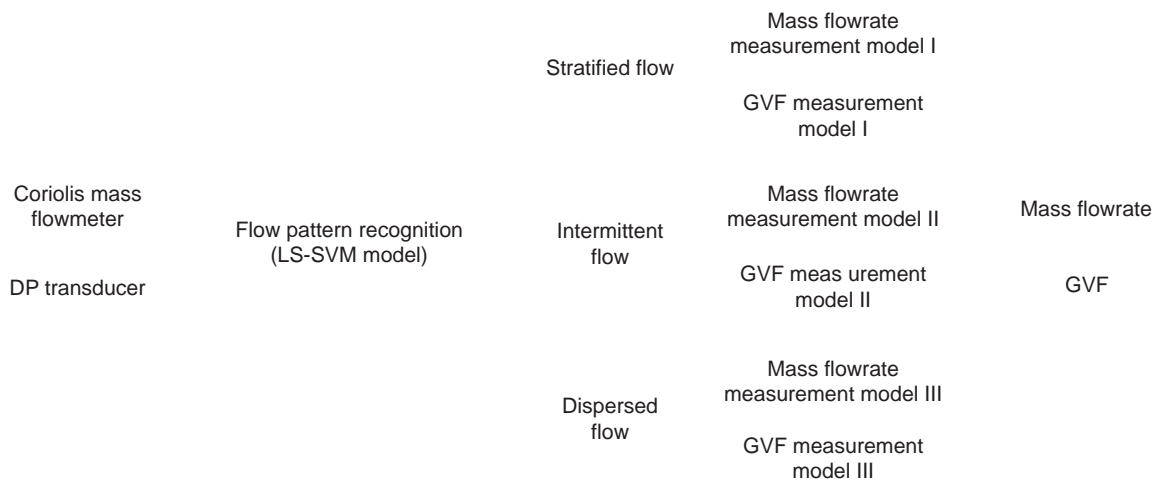 Coriolis mass
flowmeter
DP transducer
Flow pattern recognition
(LS-SVM model)
Stratified flow
Mass flowrate
measurement model I
GVF measurement
model I
Intermittent
flow
Mass flowrate
measurement model II
GVF meas urement
model II
Dispersed
flow
Mass flowrate
measurement model III
GVF measurement
model III
Mass flowrate
GVF